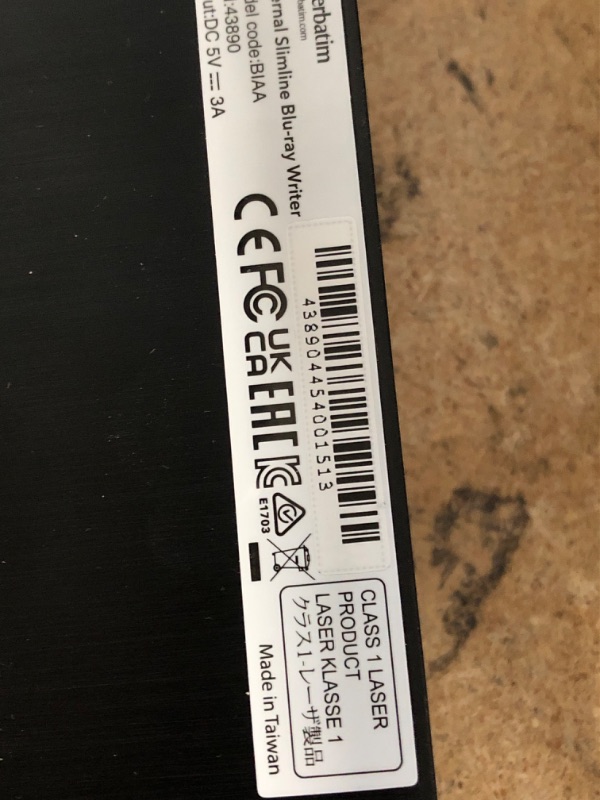 erbatim
batim.com
ernal Slimline Blu-ray Writer
:43890
del code:BIAA
ut:DC 5V ⎓ 3A
CE FC UK CA EAC
E1703
438904454001513
CLASS 1 LASER
PRODUCT
LASER KLASSE 1
クラス1-レーザ製品
Made in Taiwan